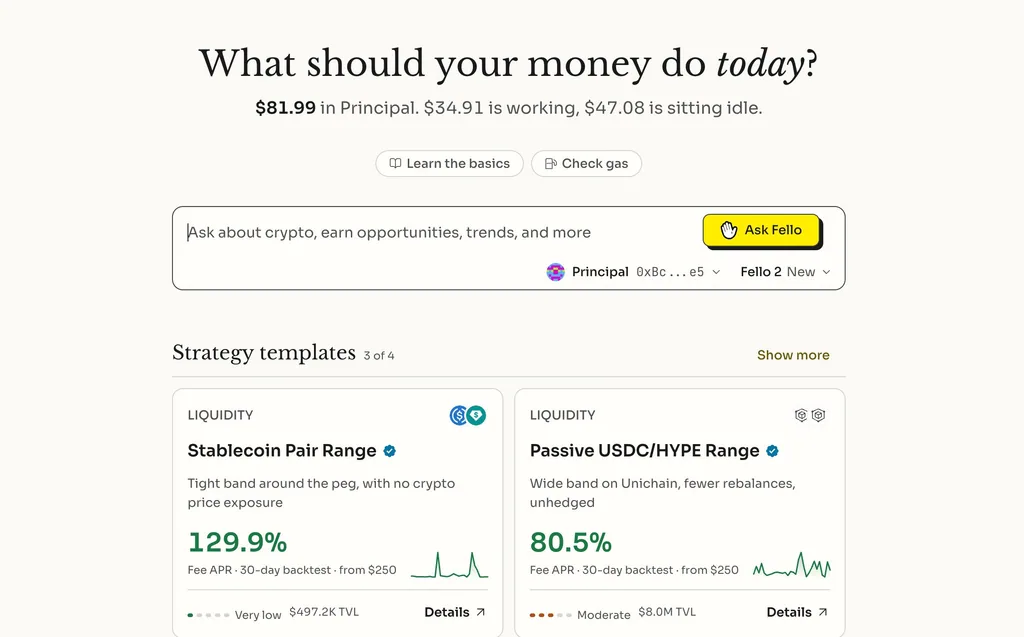 What should your money do today?
$81.99 in Principal. $34.91 is working, $47.08 is sitting idle.
Learn the basics
Check gas
Ask about crypto, earn opportunities, trends, and more
Ask Fello
Principal 0xBc...e5
Fello 2 New
Strategy templates 3 of 4
Show more
LIQUIDITY
Stablecoin Pair Range
Tight band around the peg, with no crypto
price exposure
129.9%
Fee APR · 30-day backtest · from $250
Very low $497.2K TVL
Details
LIQUIDITY
Passive USDC/HYPE Range
Wide band on Unichain, fewer rebalances,
unhedged
80.5%
Fee APR · 30-day backtest · from $250
Moderate $8.0M TVL
Details